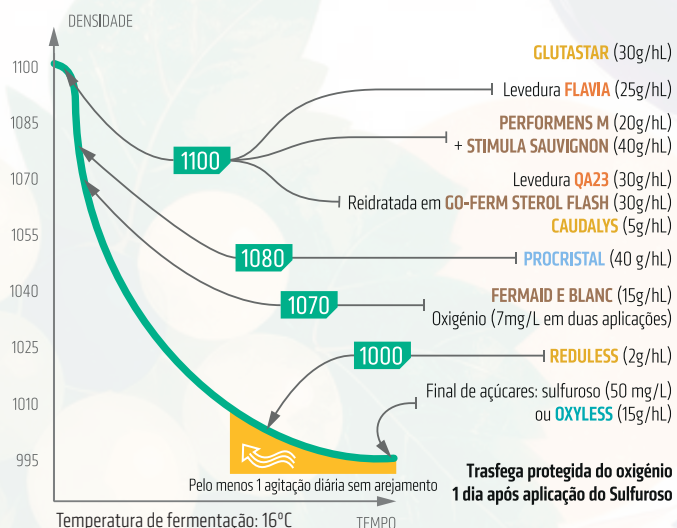 DENSIDADE
1100
1085
1070
1055
1040
1025
1010
995
GLUTASTAR (30g/hL)
Levedura FLAVIA (25g/hL)
1100
PERFORMENS M (20g/hL)
+ STIMULA SAUVIGNON (40g/hL)
Levedura QA23 (30g/hL)
Reidratada em GO-FERM STEROL FLASH (30g/hL)
CAUDALYS (5g/hL)
1080
PROCRISTAL (40 g/hL)
1070
FERMAID E BLANC (15g/hL)
Oxigénio (7mg/L em duas aplicações)
1000
REDULESS (2g/hL)
Final de açúcares: sulfuroso (50 mg/L)
ou OXYLESS (15g/hL)
Pelo menos 1 agitação diária sem arejamento
Trasfega protegida do oxigénio
1 dia após aplicação do Sulfuroso
Temperatura de fermentação: 16ºC
TEMPO